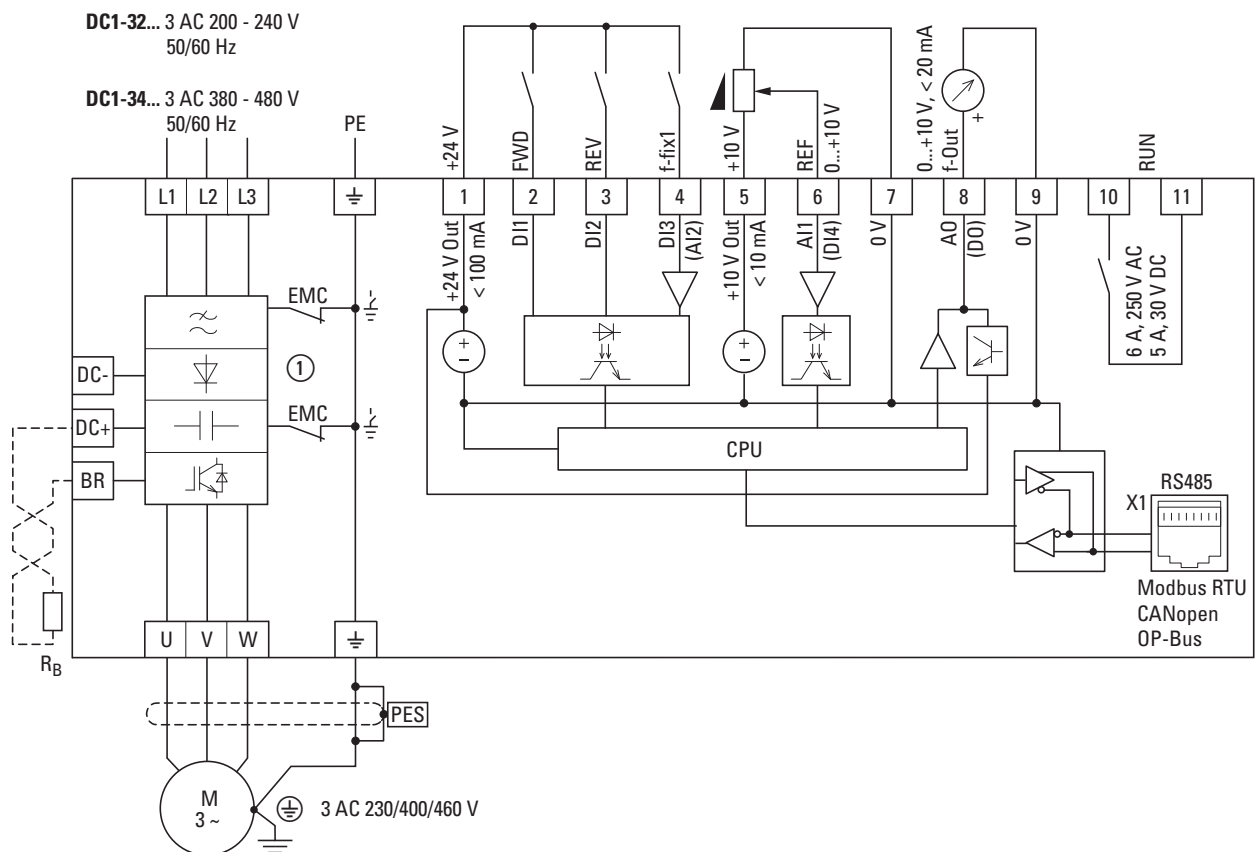 DC1-32... 3 AC 200 - 240 V
50/60 Hz
DC1-34... 3 AC 380 - 480 V
50/60 Hz
PE
+24 V
FWD
REV
f-fix1
+10 V
REF
0...+10 V
0...+10 V, < 20 mA
f-Out
+
RUN
L1 L2 L3
1 2 3 4 5 6 7 8 9 10 11
+24 V Out
< 100 mA
DI1
DI2
DI3
(AI2)
+10 V Out
< 10 mA
AI1
(DI4)
0 V
AO
(DO)
0 V
6 A, 250 V AC
5 A, 30 V DC
EMC
1
EMC
DC-
DC+
BR
+
−
+
−
CPU
RS485
X1
Modbus RTU
CANopen
OP-Bus
RB
U V W
PES
M
3 ~
3 AC 230/400/460 V